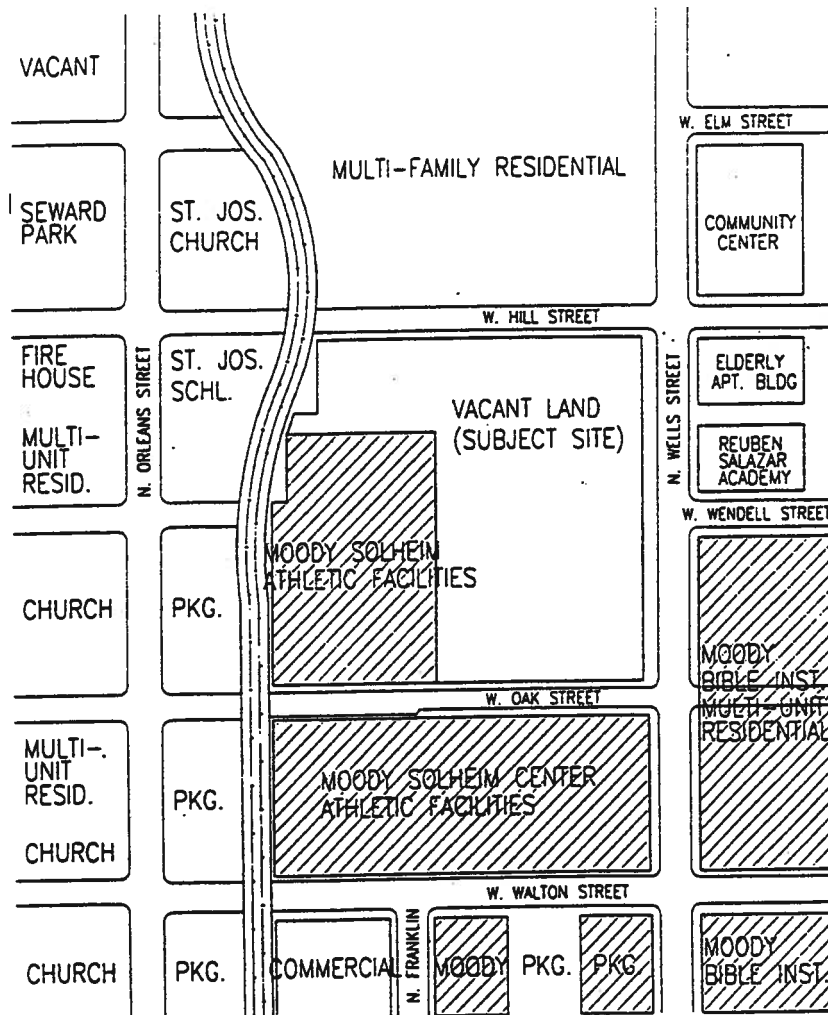 VACANT
W. ELM STREET
MULTI-FAMILY RESIDENTIAL
SEWARD
PARK
ST. JOS.
CHURCH
COMMUNITY
CENTER
W. HILL STREET
FIRE
HOUSE
MULTI-
UNIT
RESID.
N. ORLEANS STREET
ST. JOS.
SCHL.
VACANT LAND
(SUBJECT SITE)
N. WELLS STREET
ELDERLY
APT. BLDG
REUBEN
SALAZAR
ACADEMY
W. WENDELL STREET
MOODY SOLHEIM
ATHLETIC FACILITIES
CHURCH
PKG.
MOODY
BIBLE INST.
MULTI-UNIT
RESIDENTIAL
W. OAK STREET
MULTI-.
UNIT
RESID.
CHURCH
PKG.
MOODY SOLHEIM CENTER
ATHLETIC FACILITIES
W. WALTON STREET
CHURCH
PKG.
COMMERCIAL
N. FRANKLIN
MOODY
PKG.
PKG.
MOODY
BIBLE INST.